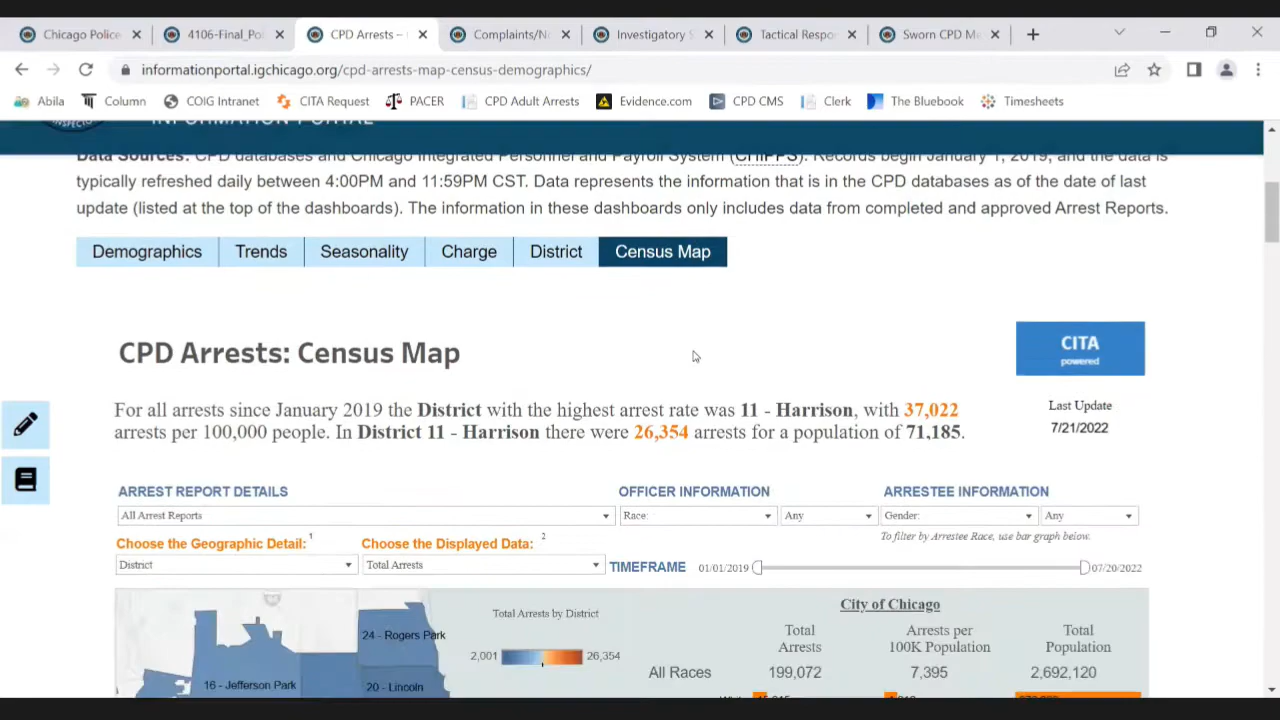 Chicago Police
4106-Final_Po
CPD Arrests –
Complaints/N
Investigatory S
Tactical Respo
Sworn CPD M
informationportal.igchicago.org/cpd-arrests-map-census-demographics/
Abila
Column
COIG Intranet
CITA Request
PACER
CPD Adult Arrests
Evidence.com
CPD CMS
Clerk
The Bluebook
Timesheets
INFORMATION PORTAL
Data Sources: CPD databases and Chicago Integrated Personnel and Payroll System (CHIPPS). Records begin January 1, 2019, and the data is
typically refreshed daily between 4:00PM and 11:59PM CST. Data represents the information that is in the CPD databases as of the date of last
update (listed at the top of the dashboards). The information in these dashboards only includes data from completed and approved Arrest Reports.
Demographics
Trends
Seasonality
Charge
District
Census Map
CPD Arrests: Census Map
CITA
powered
For all arrests since January 2019 the District with the highest arrest rate was 11 - Harrison, with 37,022
arrests per 100,000 people. In District 11 - Harrison there were 26,354 arrests for a population of 71,185.
Last Update
7/21/2022
ARREST REPORT DETAILS
OFFICER INFORMATION
ARRESTEE INFORMATION
All Arrest Reports
Race:
Any
Gender:
Any
To filter by Arrestee Race, use bar graph below.
Choose the Geographic Detail: 1
Choose the Displayed Data: 2
District
Total Arrests
TIMEFRAME
01/01/2019
07/20/2022
24 - Rogers Park
16 - Jefferson Park
20 - Lincoln
Total Arrests by District
2,001
26,354
City of Chicago
Total
Arrests
Arrests per
100K Population
Total
Population
All Races
199,072
7,395
2,692,120